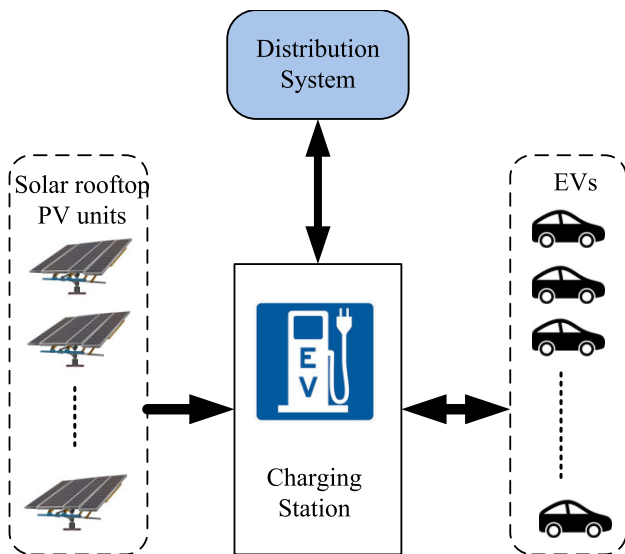 Distribution
System
Solar rooftop
PV units
EVs
E
V
Charging
Station